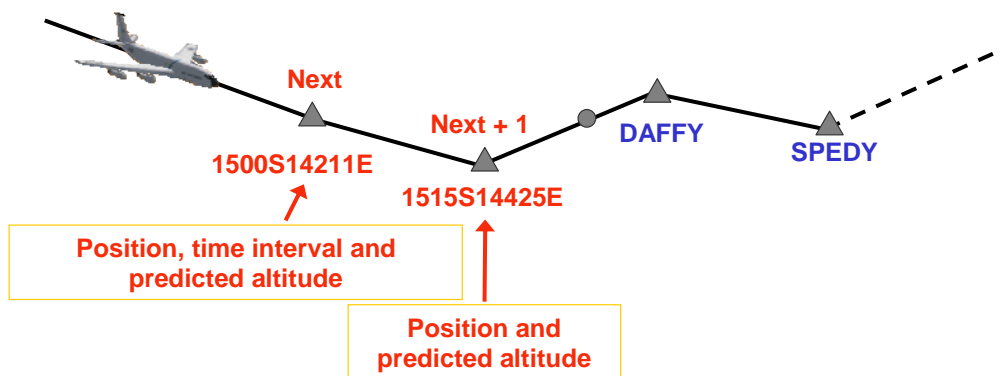 Next
Next + 1
DAFFY
SPEDY
1500S14211E
1515S14425E
Position, time interval and
predicted altitude
Position and
predicted altitude